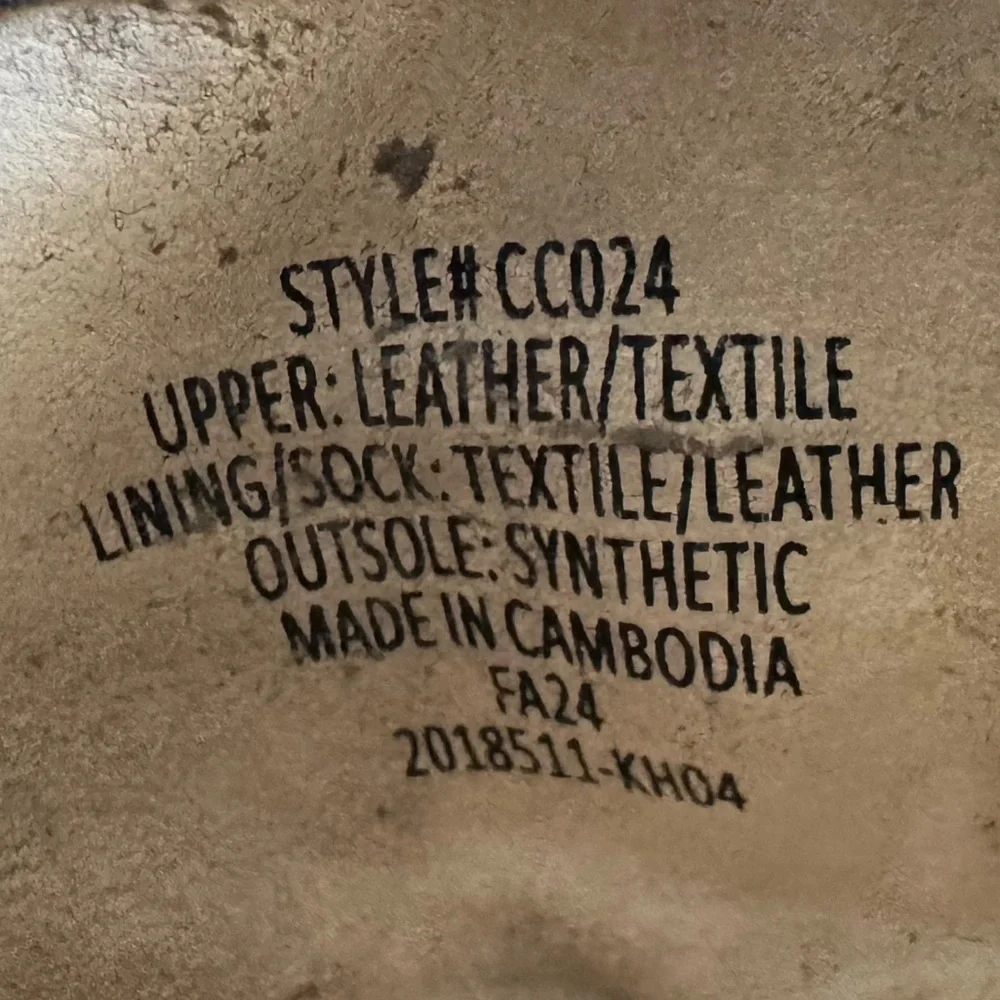 STYLE# CC024
UPPER: LEATHER/TEXTILE
LINING/SOCK: TEXTILE/LEATHER
OUTSOLE: SYNTHETIC
MADE IN CAMBODIA
FA24
2018511-KH04